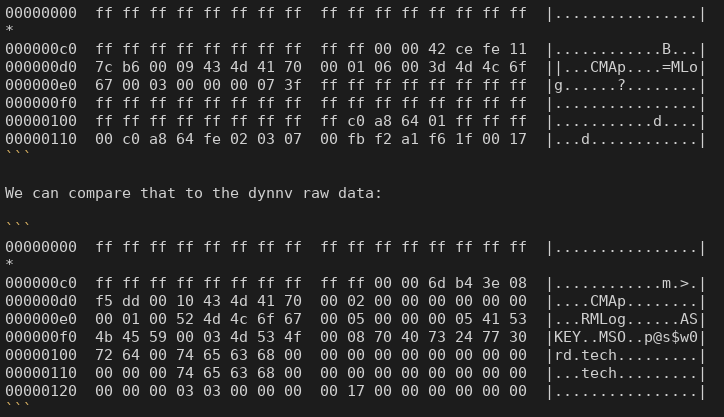 00000000  ff ff ff ff ff ff ff ff  ff ff ff ff ff ff ff ff  |................|
*
000000c0  ff ff ff ff ff ff ff ff  ff ff 00 00 42 ce fe 11  |............B...|
000000d0  7c b6 00 09 43 4d 41 70  00 01 06 00 3d 4d 4c 6f  ||...CMAp....=MLo|
000000e0  67 00 03 00 00 00 07 3f  ff ff ff ff ff ff ff ff  |g......?........|
000000f0  ff ff ff ff ff ff ff ff  ff ff ff ff ff ff ff ff  |................|
00000100  ff ff ff ff ff ff ff ff  ff c0 a8 64 01 ff ff ff  |...........d....|
00000110  00 c0 a8 64 fe 02 03 07  00 fb f2 a1 f6 1f 00 17  |...d............|
```
We can compare that to the dynnv raw data:
```
00000000  ff ff ff ff ff ff ff ff  ff ff ff ff ff ff ff ff  |................|
*
000000c0  ff ff ff ff ff ff ff ff  ff ff 00 00 6d b4 3e 08  |............m.>.|
000000d0  f5 dd 00 10 43 4d 41 70  00 02 00 00 00 00 00 00  |....CMAp........|
000000e0  00 01 00 52 4d 4c 6f 67  00 05 00 00 00 05 41 53  |...RMLog......AS|
000000f0  4b 45 59 00 03 4d 53 4f  00 08 70 40 73 24 77 30  |KEY..MSO..p@s$w0|
00000100  72 64 00 74 65 63 68 00  00 00 00 00 00 00 00 00  |rd.tech.........|
00000110  00 00 00 74 65 63 68 00  00 00 00 00 00 00 00 00  |...tech.........|
00000120  00 00 00 03 03 00 00 00  00 17 00 00 00 00 00 00  |................|
```